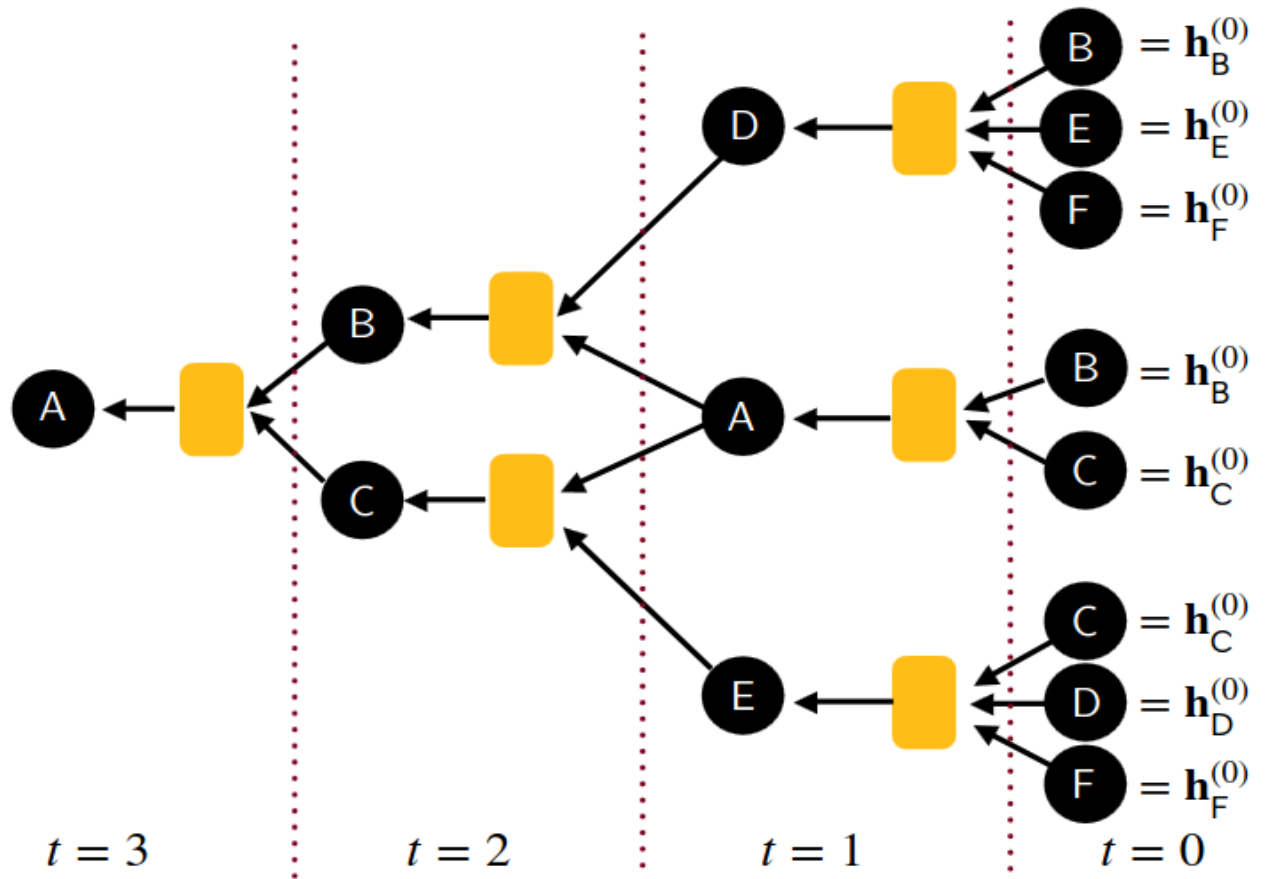 B = h_B^{(0)}
D E = h_E^{(0)}
F = h_F^{(0)}
B
A
A
B = h_B^{(0)}
C
C = h_C^{(0)}
C = h_C^{(0)}
E D = h_D^{(0)}
F = h_F^{(0)}
t = 3 t = 2 t = 1 t = 0